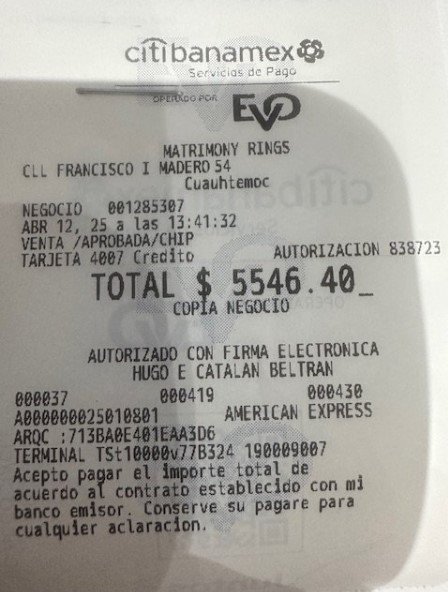 citibanamex
Servicios de Pago
OPERADO POR EVO
MATRIMONY RINGS
CLL FRANCISCO I MADERO 54
Cuauhtemoc
NEGOCIO 001285307
ABR 12, 25 a las 13:41:32
VENTA /APROBADA/CHIP
TARJETA 4007 Credito AUTORIZACION 838723
TOTAL $ 5546.40_
COPIA NEGOCIO
AUTORIZADO CON FIRMA ELECTRONICA
HUGO E CATALAN BELTRAN
000037 000419 000430
A000000025010801 AMERICAN EXPRESS
ARQC :713BA0E401EAA3D6
TERMINAL TSt10000v77B324 190009007
Acepto pagar el importe total de
acuerdo al contrato establecido con mi
banco emisor. Conserve su pagare para
cualquier aclaracion.